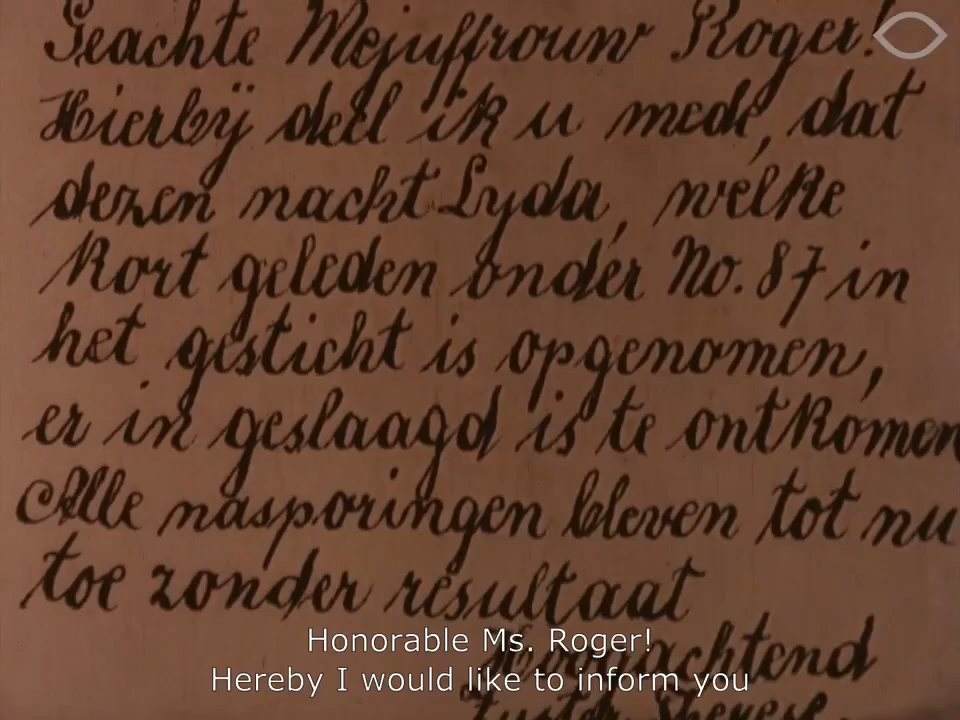 Geachte Mejuffrouw Roger!
Hierbij deel ik u mede, dat
dezen nacht Lyda, welke
kort geleden onder No. 87 in
het gesticht is opgenomen,
er in geslaagd is te ontkomen
Alle nasporingen bleven tot nu
toe zonder resultaat
Hoogachtend
Honorable Ms. Roger!
Hereby I would like to inform you